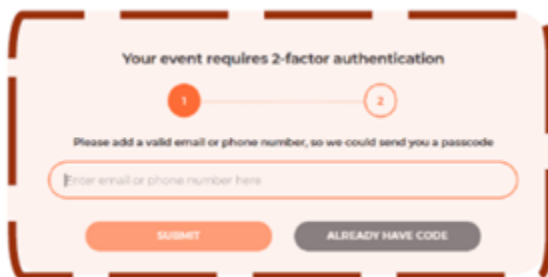 Your event requires 2-factor authentication
1
2
Please add a valid email or phone number, so we could send you a passcode
Enter email or phone number here
SUBMIT
ALREADY HAVE CODE